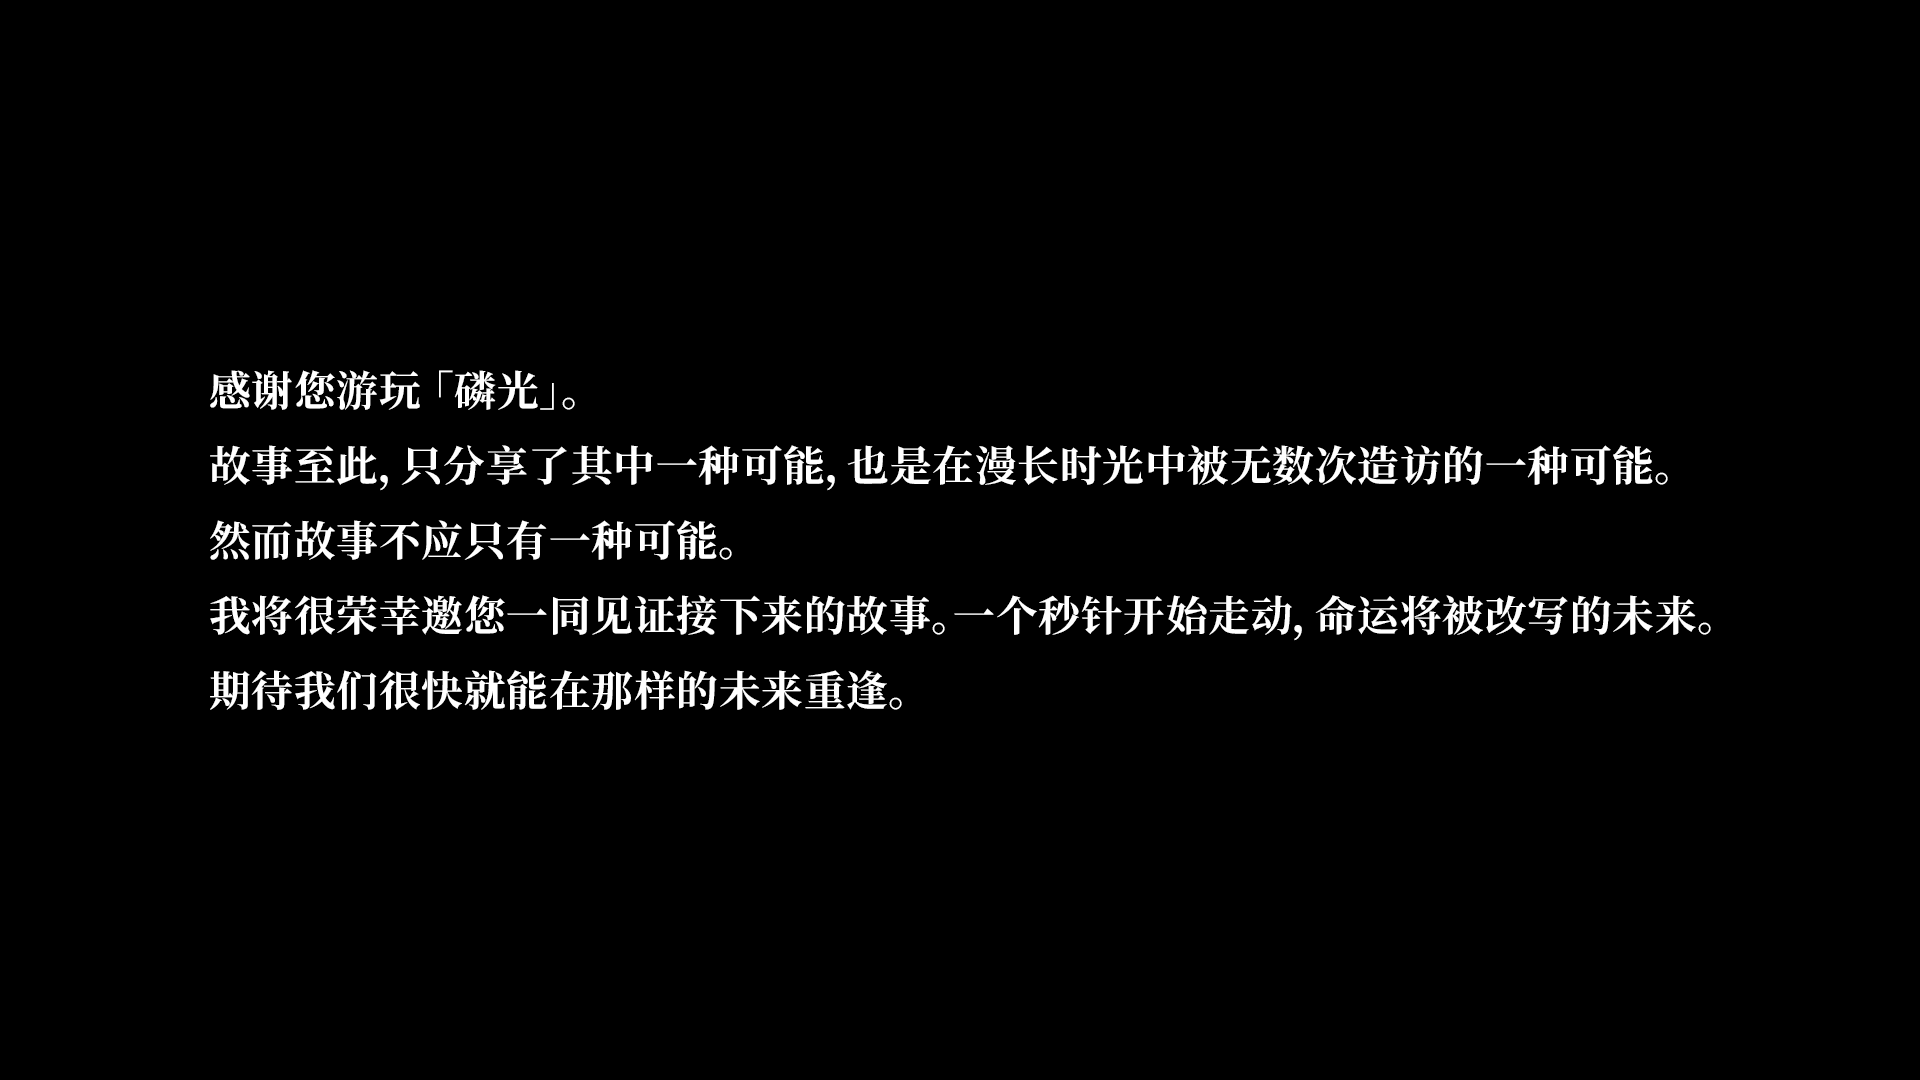 感谢您游玩「磷光」。
故事至此, 只分享了其中一种可能, 也是在漫长时光中被无数次造访的一种可能。
然而故事不应只有一种可能。
我将很荣幸邀您一同见证接下来的故事。一个秒针开始走动, 命运将被改写的未来。
期待我们很快就能在那样的未来重逢。